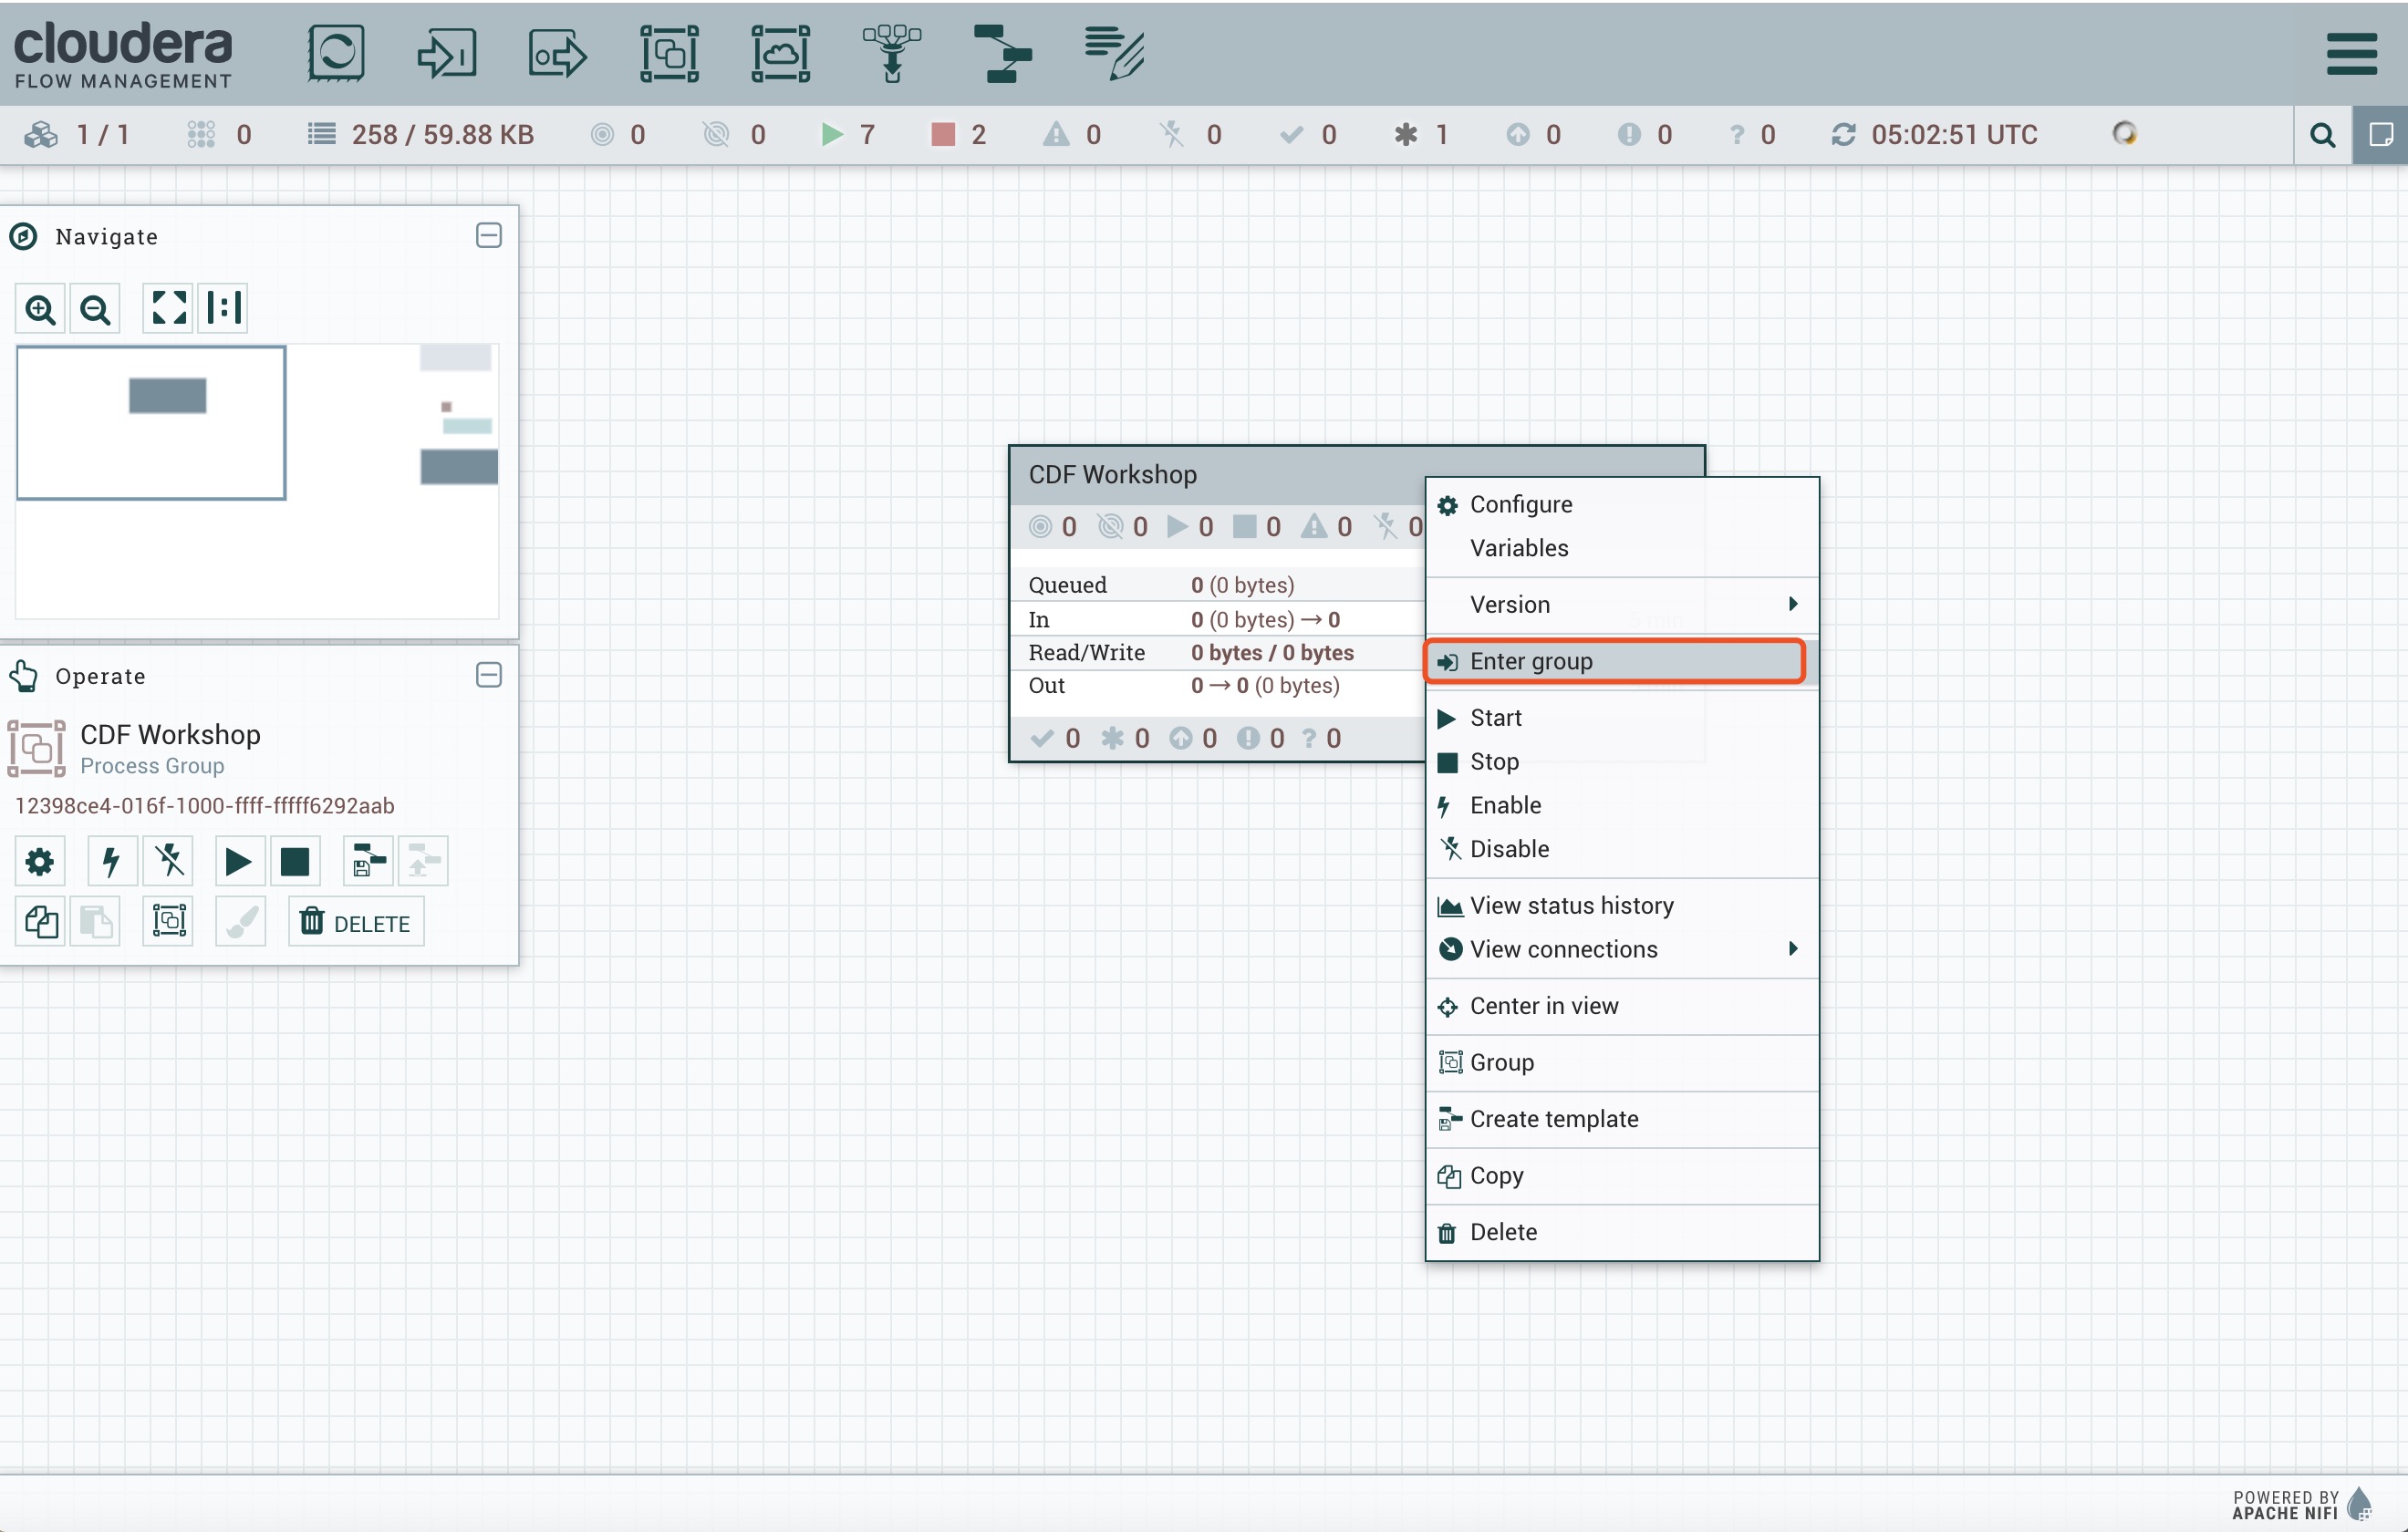 cloudera
FLOW MANAGEMENT
1 / 1 0 258 / 59.88 KB 0 0 7 2 0 0 0 1 0 0 ? 0 05:02:51 UTC
Navigate
Operate
CDF Workshop
Process Group
12398ce4-016f-1000-ffff-fffff6292aab
DELETE
CDF Workshop
0 0 0 0 0 0
Queued 0 (0 bytes)
In 0 (0 bytes) → 0 5 min
Read/Write 0 bytes / 0 bytes
Out 0 → 0 (0 bytes)
0 0 0 0 ? 0
Configure
Variables
Version
Enter group
Start
Stop
Enable
Disable
View status history
View connections
Center in view
Group
Create template
Copy
Delete
POWERED BY
APACHE NIFI